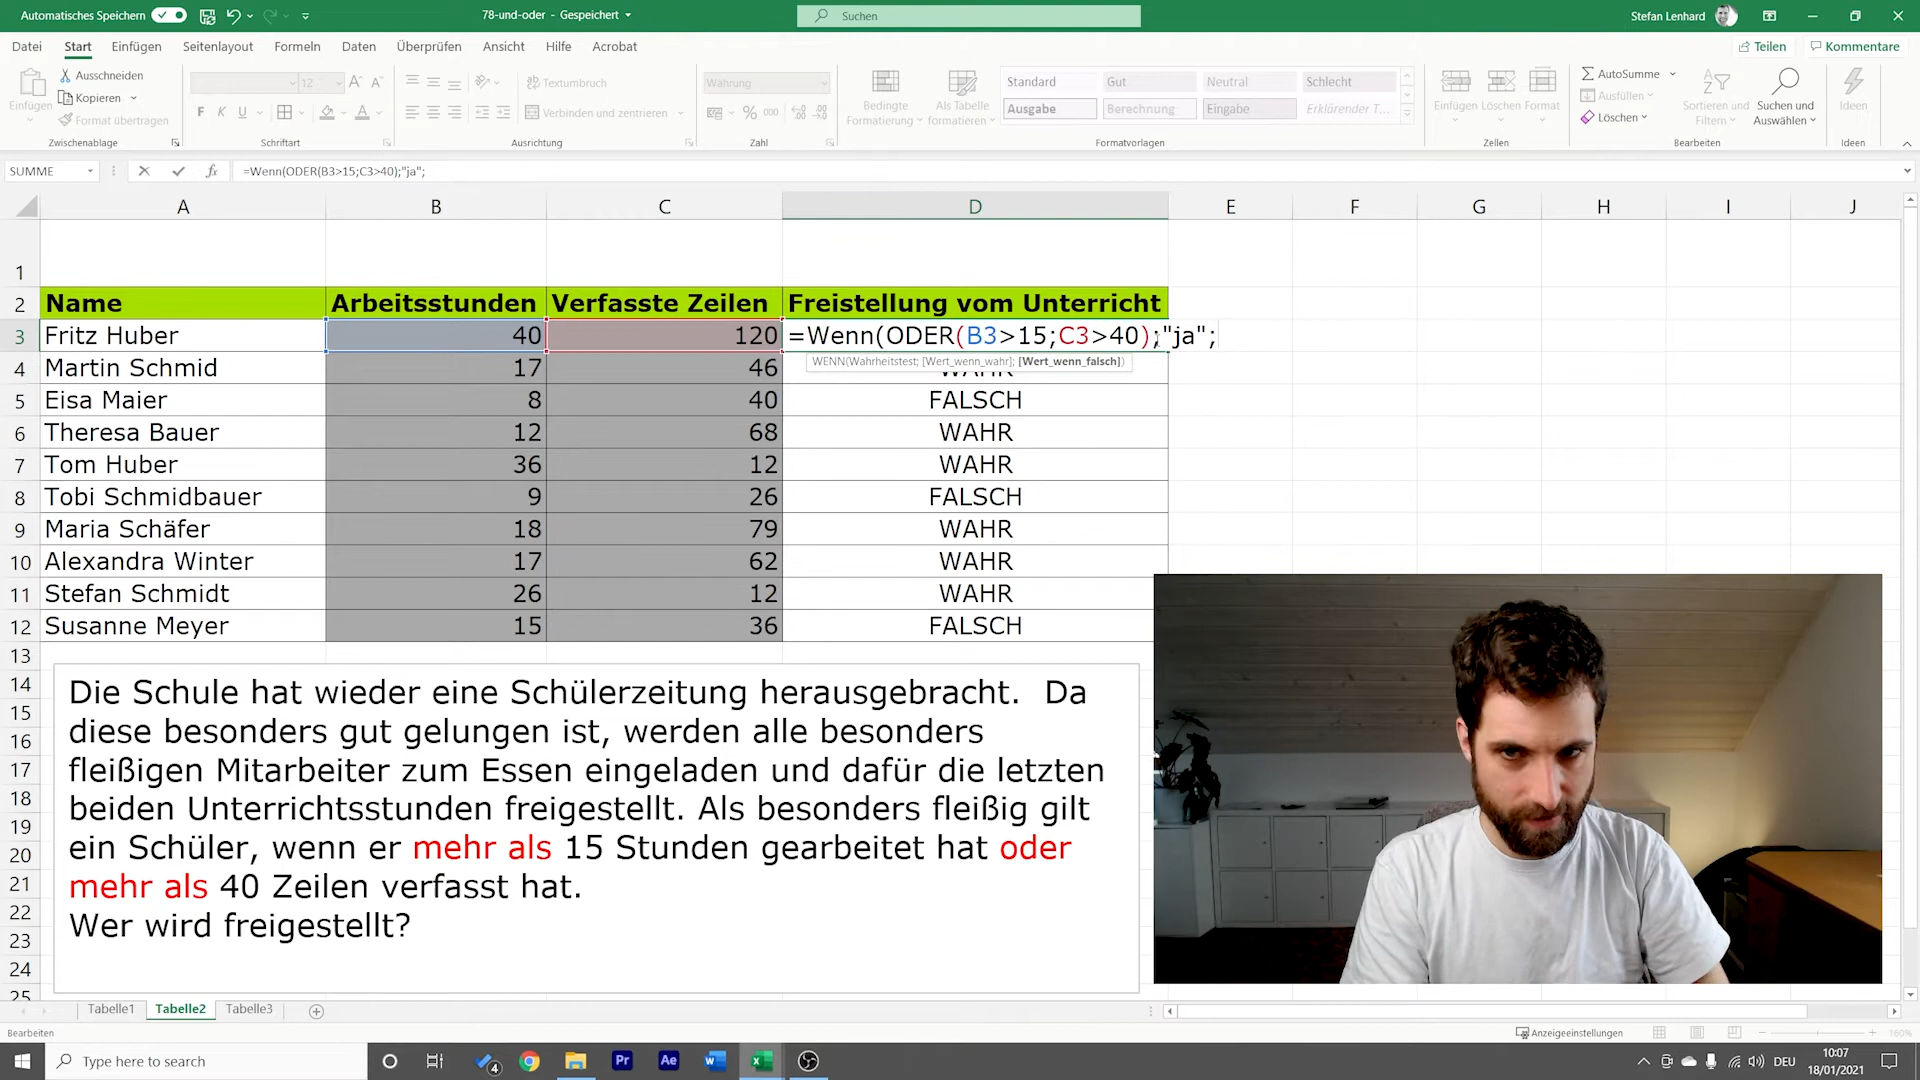 Automatisches Speichern
78-und-oder - Gespeichert
Suchen
Stefan Lenhard
Datei Start Einfügen Seitenlayout Formeln Daten Überprüfen Ansicht Hilfe Acrobat
Teilen Kommentare
Einfügen
Ausschneiden
Kopieren
Format übertragen
Zwischenablage
12
F K U
Schriftart
Textumbruch
Verbinden und zentrieren
Ausrichtung
Währung
% 000
Zahl
Bedingte Formatierung
Als Tabelle formatieren
Standard Gut Neutral Schlecht
Ausgabe Berechnung Eingabe Erklärender T...
Formatvorlagen
Einfügen Löschen Format
Zellen
AutoSumme
Ausfüllen
Löschen
Sortieren und Filtern
Suchen und Auswählen
Bearbeiten
Ideen
Ideen
SUMME
fx
=Wenn(ODER(B3>15;C3>40);"ja";
A B C D E F G H I J
1
2 Name Arbeitsstunden Verfasste Zeilen Freistellung vom Unterricht
3 Fritz Huber 40 120 =Wenn(ODER(B3>15;C3>40);"ja";
WENN(Wahrheitstest; [Wert_wenn_wahr]; [Wert_wenn_falsch])
4 Martin Schmid 17 46 WAHR
5 Eisa Maier 8 40 FALSCH
6 Theresa Bauer 12 68 WAHR
7 Tom Huber 36 12 WAHR
8 Tobi Schmidbauer 9 26 FALSCH
9 Maria Schäfer 18 79 WAHR
10 Alexandra Winter 17 62 WAHR
11 Stefan Schmidt 26 12 WAHR
12 Susanne Meyer 15 36 FALSCH
13
14
15
16
17
18
19
20
21
22
23
24
25
Die Schule hat wieder eine Schülerzeitung herausgebracht. Da
diese besonders gut gelungen ist, werden alle besonders
fleißigen Mitarbeiter zum Essen eingeladen und dafür die letzten
beiden Unterrichtsstunden freigestellt. Als besonders fleißig gilt
ein Schüler, wenn er mehr als 15 Stunden gearbeitet hat oder
mehr als 40 Zeilen verfasst hat.
Wer wird freigestellt?
Tabelle1 Tabelle2 Tabelle3
Bearbeiten
Anzeigeeinstellungen
160%
Type here to search
4
Pr
Ae
DEU
10:07
18/01/2021